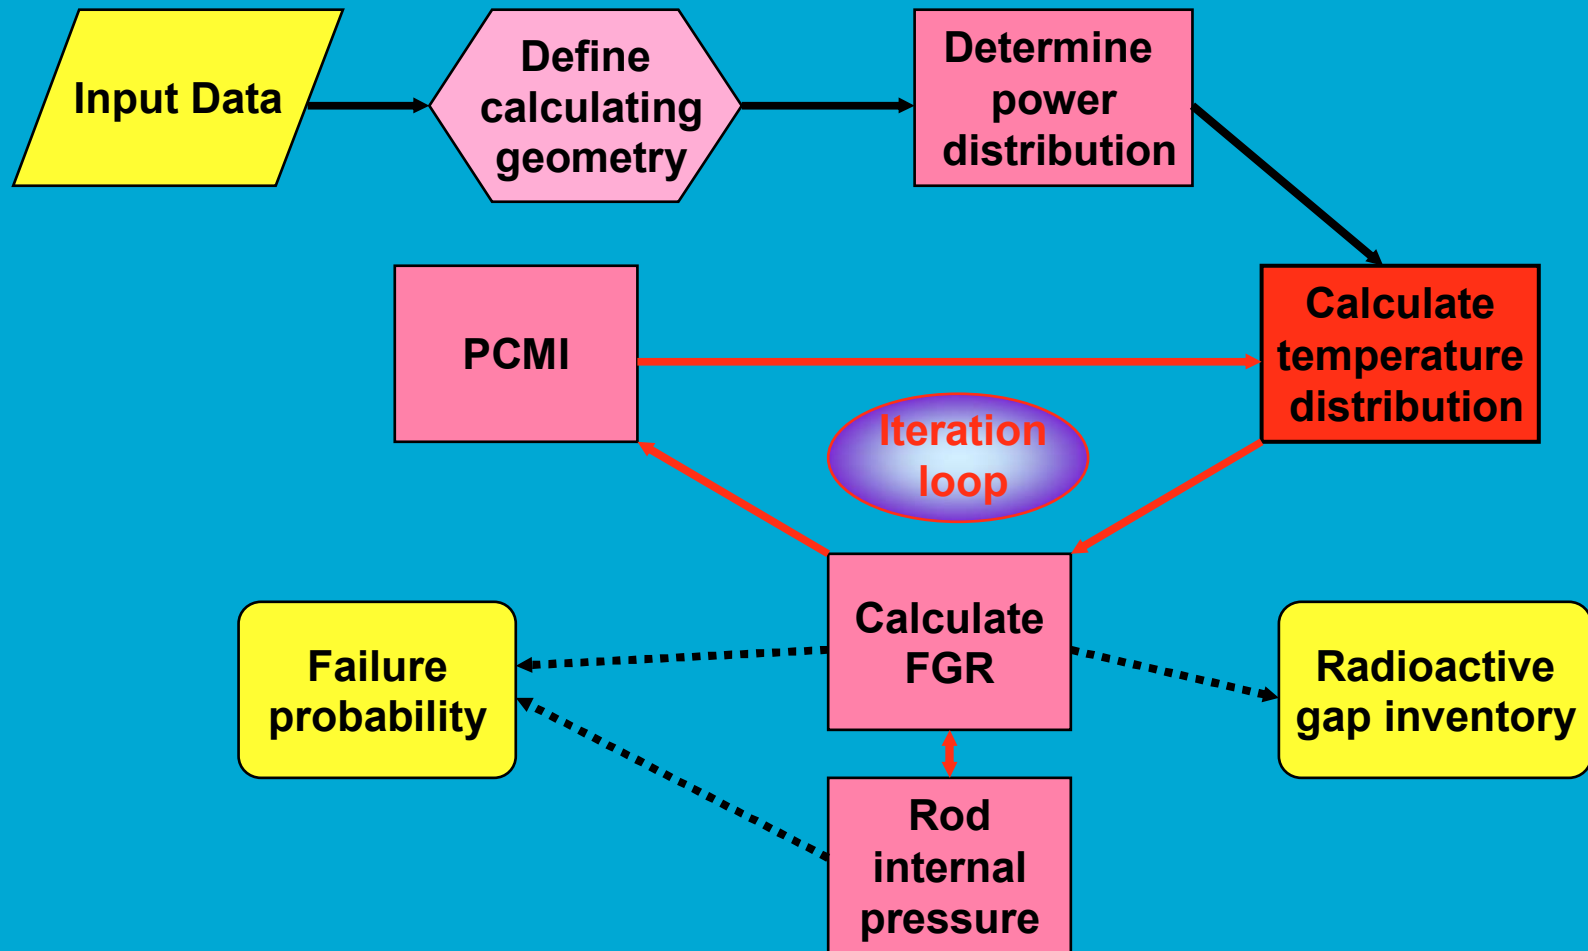 Input Data
Define
calculating
geometry
Determine
power
distribution
PCMI
Calculate
temperature
distribution
Iteration
loop
Failure
probability
Calculate
FGR
Radioactive
gap inventory
Rod
internal
pressure